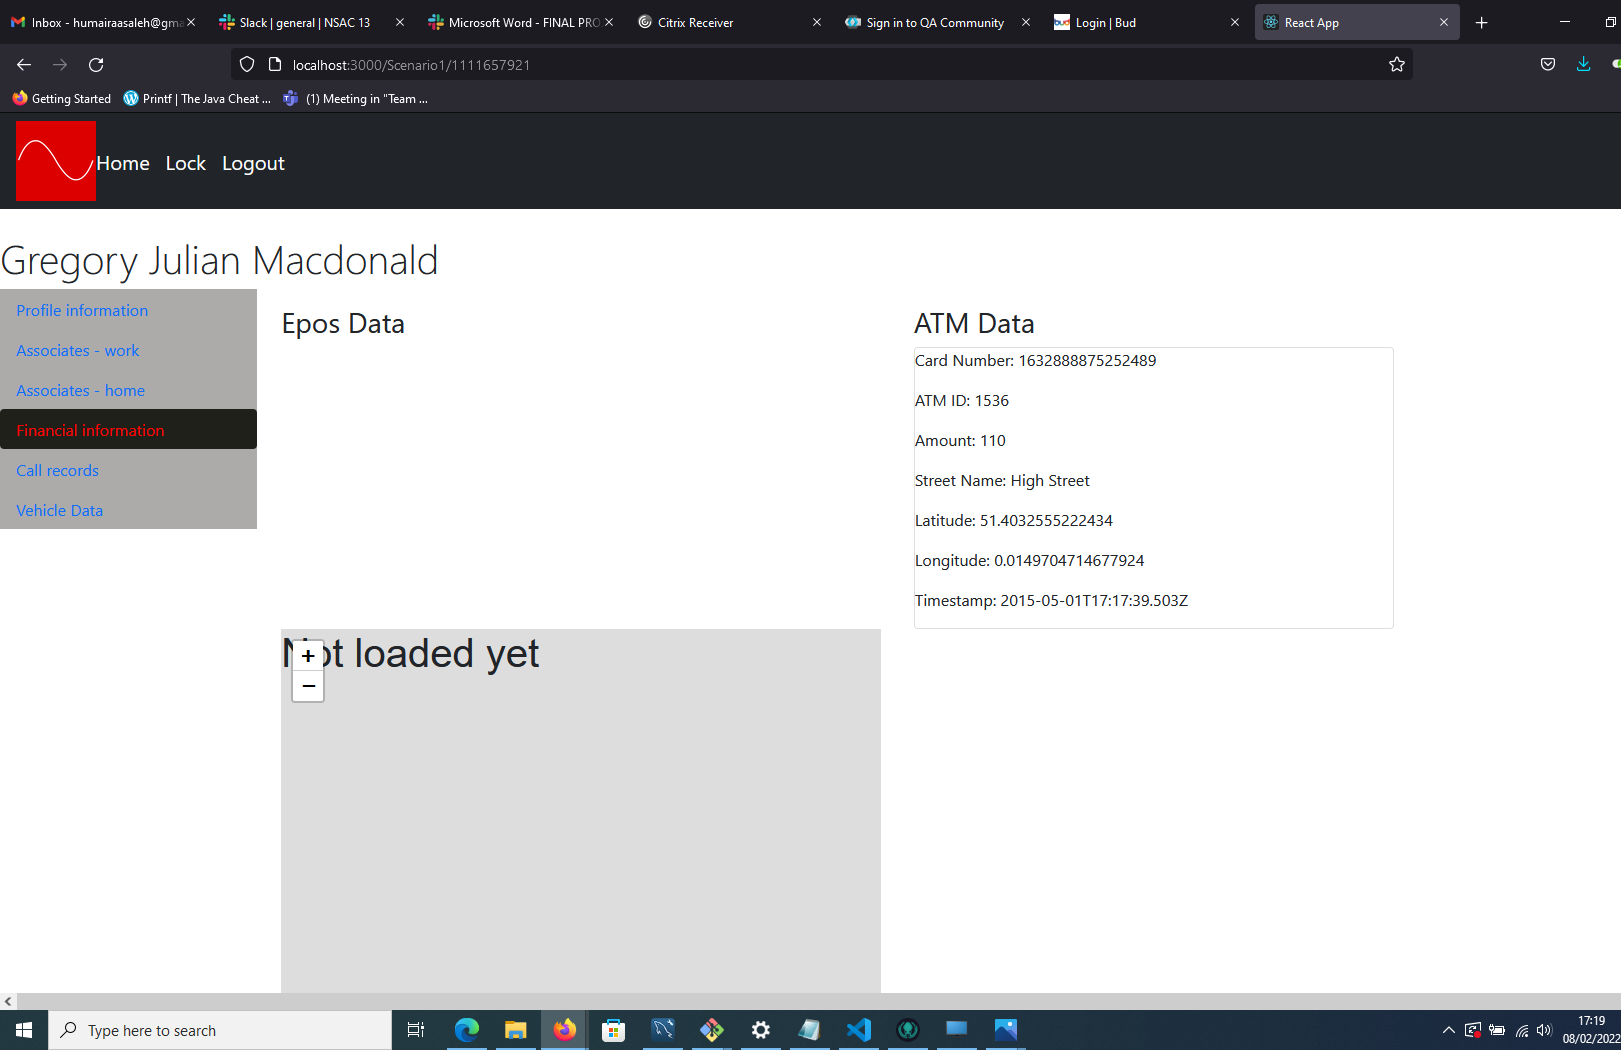 Inbox - humairaasaleh@gma
Slack | general | NSAC 13
Microsoft Word - FINAL PRO
Citrix Receiver
Sign in to QA Community
Login | Bud
React App
localhost:3000/Scenario1/1111657921
Getting Started
Printf | The Java Cheat ...
(1) Meeting in "Team ...
Home Lock Logout
Gregory Julian Macdonald
Profile information
Associates - work
Associates - home
Financial information
Call records
Vehicle Data
Epos Data
ATM Data
Card Number: 1632888875252489
ATM ID: 1536
Amount: 110
Street Name: High Street
Latitude: 51.4032555222434
Longitude: 0.0149704714677924
Timestamp: 2015-05-01T17:17:39.503Z
Not loaded yet
+
−
Type here to search
17:19
08/02/2022